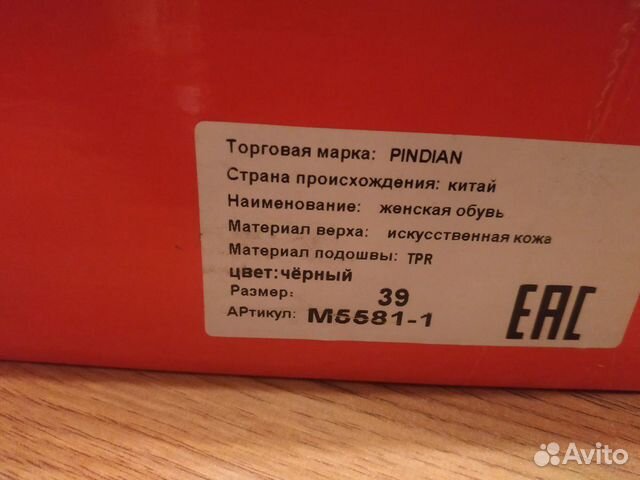 Торговая марка: PINDIAN
Страна происхождения: китай
Наименование: женская обувь
Материал верха: искусственная кожа
Материал подошвы: TPR
цвет:чёрный
Размер: 39
АРтикул: М5581-1
EAC
Avito